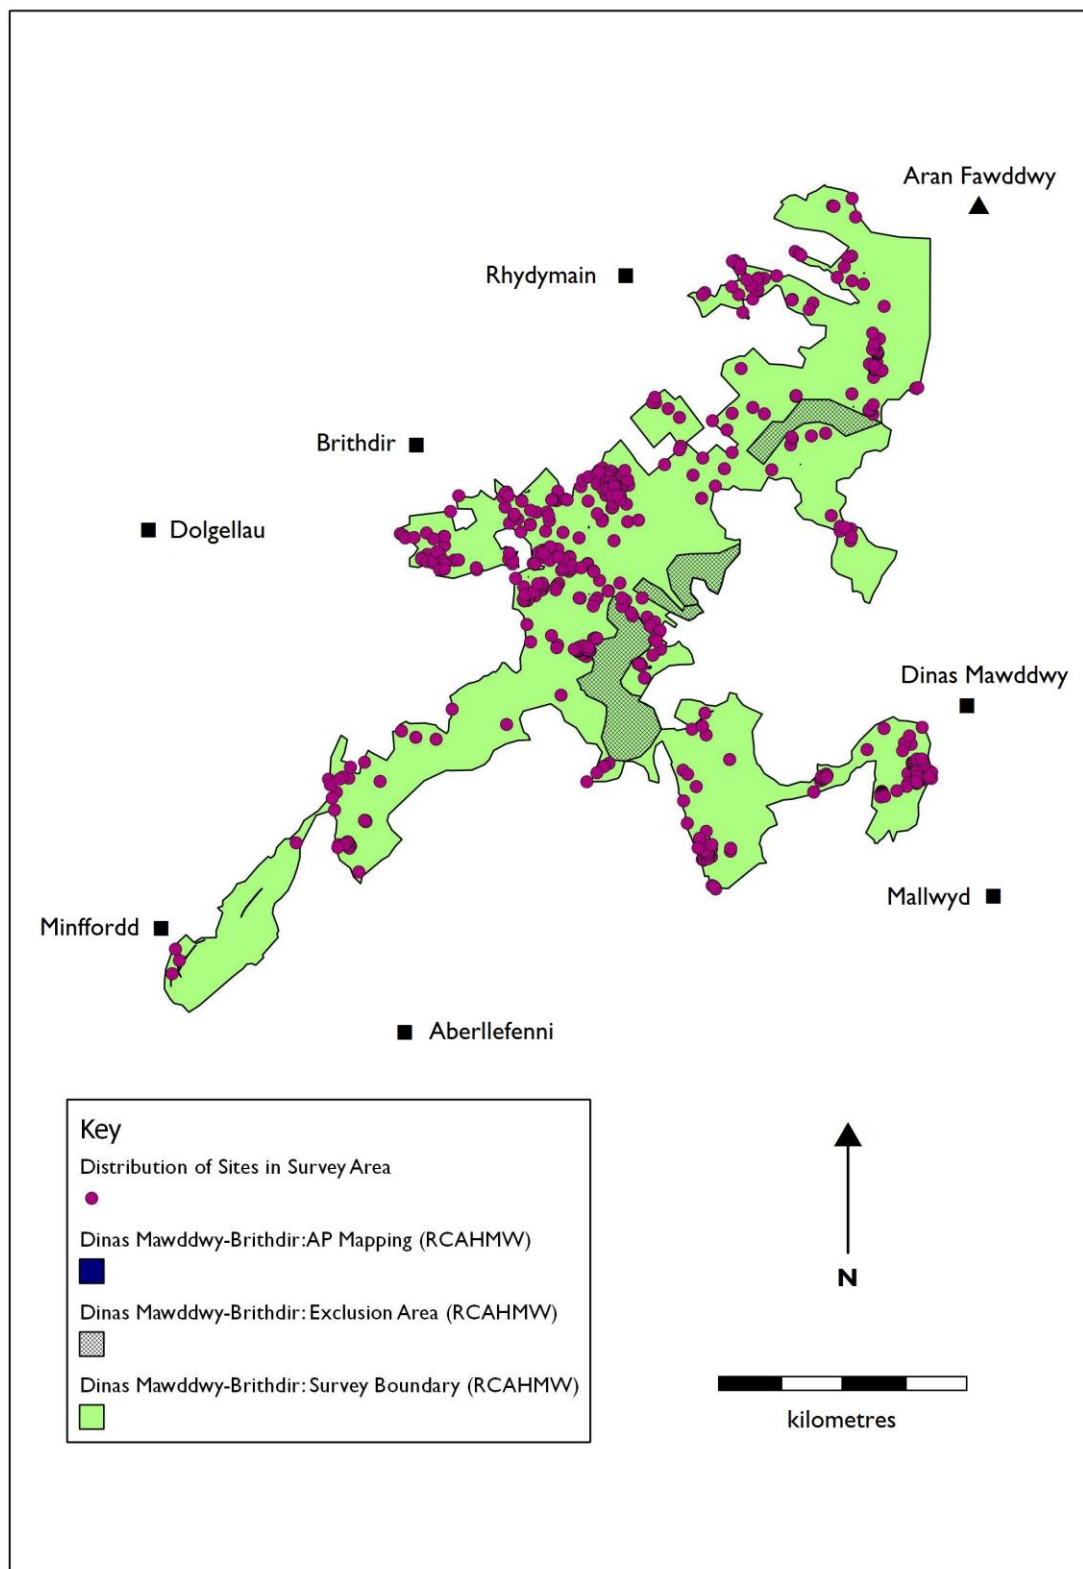 Aran Fawddwy
Rhydymain
Brithdir
Dolgellau
Dinas Mawddwy
Mallwyd
Minffordd
Aberllefenni
Key
Distribution of Sites in Survey Area
Dinas Mawddwy-Brithdir: AP Mapping (RCAHMW)
Dinas Mawddwy-Brithdir: Exclusion Area (RCAHMW)
Dinas Mawddwy-Brithdir: Survey Boundary (RCAHMW)
N
kilometres